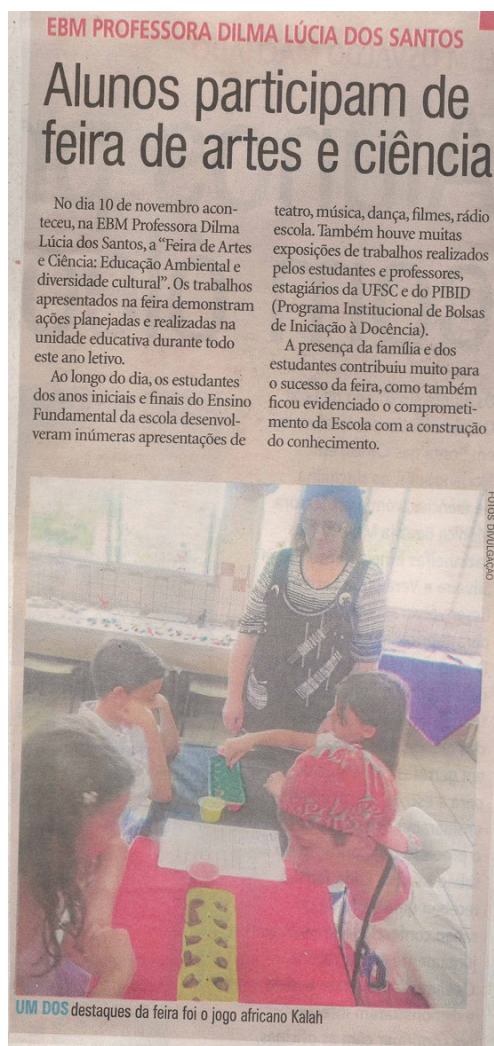 EBM PROFESSORA DILMA LÚCIA DOS SANTOS
Alunos participam de
feira de artes e ciência
No dia 10 de novembro acon-
teceu, na EBM Professora Dilma
Lúcia dos Santos, a “Feira de Artes
e Ciência: Educação Ambiental e
diversidade cultural”. Os trabalhos
apresentados na feira demonstram
ações planejadas e realizadas na
unidade educativa durante todo
este ano letivo.
Ao longo do dia, os estudantes
dos anos iniciais e finais do Ensino
Fundamental da escola desenvol-
veram inúmeras apresentações de
teatro, música, dança, filmes, rádio
escola. Também houve muitas
exposições de trabalhos realizados
pelos estudantes e professores,
estagiários da UFSC e do PIBID
(Programa Institucional de Bolsas
de Iniciação à Docência).
A presença da família e dos
estudantes contribuiu muito para
o sucesso da feira, como também
ficou evidenciado o comprometi-
mento da Escola com a construção
do conhecimento.
FOTOS DIVULGAÇÃO
UM DOS destaques da feira foi o jogo africano Kalah